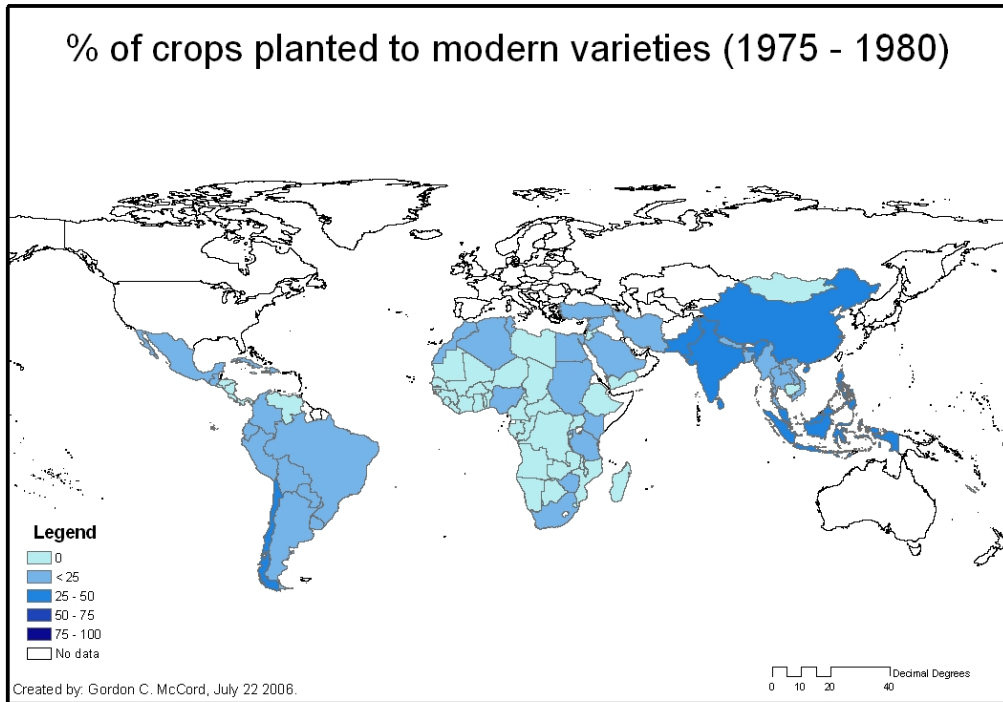 % of crops planted to modern varieties (1975 - 1980)
Legend
0
< 25
25 - 50
50 - 75
75 - 100
No data
Created by: Gordon C. McCord, July 22 2006.
Decimal Degrees
0 10 20 40